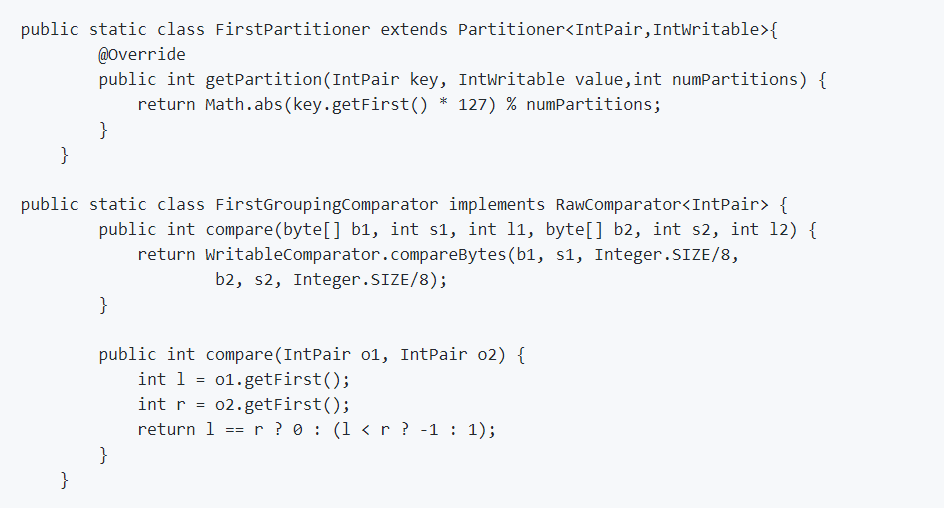 public static class FirstPartitioner extends Partitioner<IntPair,IntWritable>{
        @Override
        public int getPartition(IntPair key, IntWritable value,int numPartitions) {
            return Math.abs(key.getFirst() * 127) % numPartitions;
        }
    }

public static class FirstGroupingComparator implements RawComparator<IntPair> {
        public int compare(byte[] b1, int s1, int l1, byte[] b2, int s2, int l2) {
            return WritableComparator.compareBytes(b1, s1, Integer.SIZE/8,
                    b2, s2, Integer.SIZE/8);
        }

        public int compare(IntPair o1, IntPair o2) {
            int l = o1.getFirst();
            int r = o2.getFirst();
            return l == r ? 0 : (l < r ? -1 : 1);
        }
    }